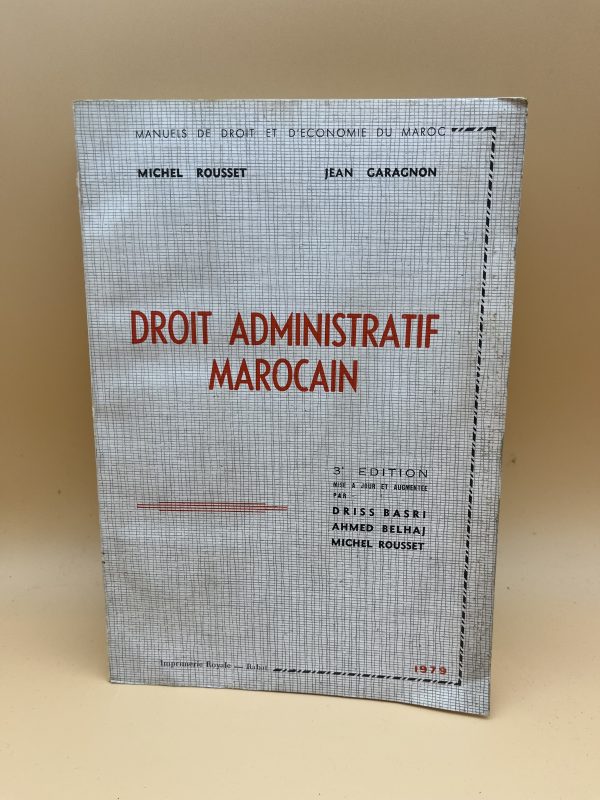 MANUELS DE DROIT ET D'ECONOMIE DU MAROC
MICHEL ROUSSET JEAN GARAGNON
DROIT ADMINISTRATIF
MAROCAIN
3e EDITION
MISE A JOUR ET AUGMENTEE
PAR
DRISS BASRI
AHMED BELHAJ
MICHEL ROUSSET
Imprimerie Royale — Rabat
1979